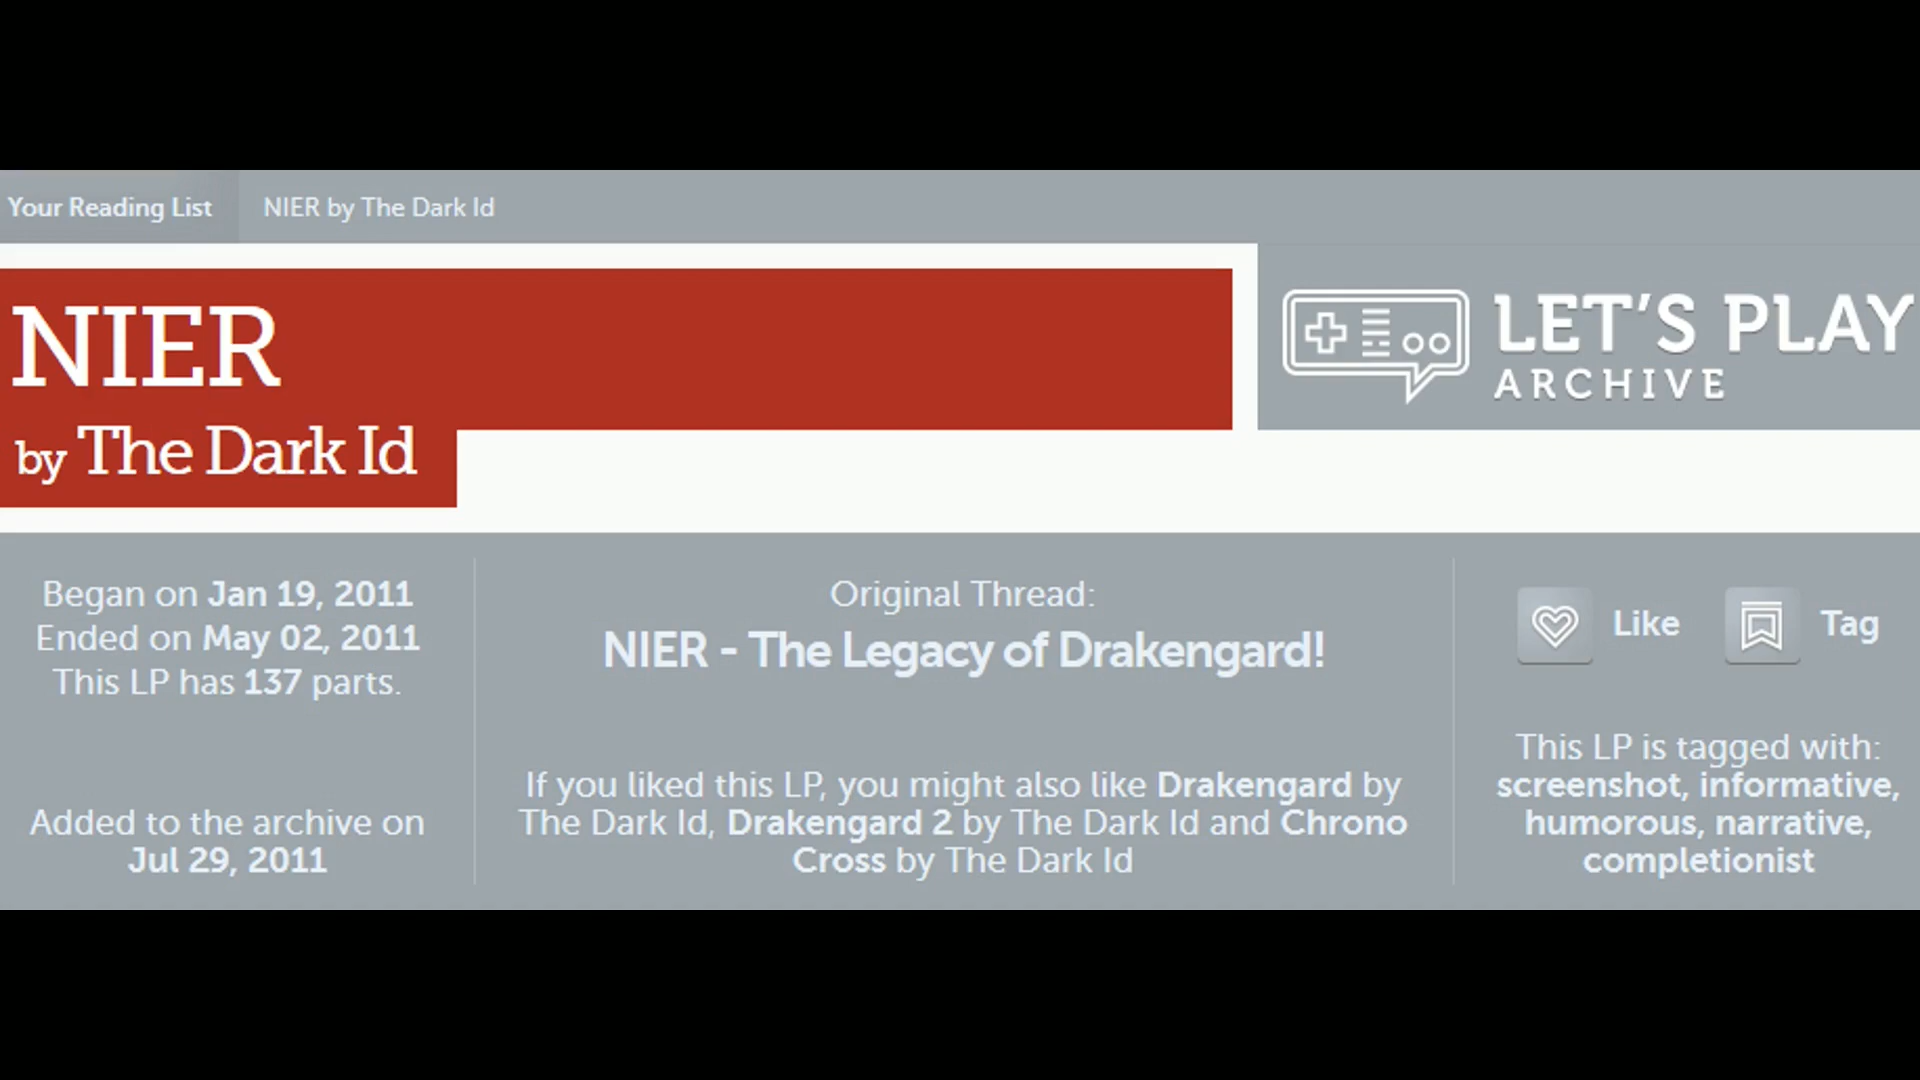 Your Reading List
NIER by The Dark Id
NIER
by The Dark Id
LET'S PLAY
ARCHIVE
Began on Jan 19, 2011
Ended on May 02, 2011
This LP has 137 parts.
Added to the archive on
Jul 29, 2011
Original Thread:
NIER - The Legacy of Drakengard!
If you liked this LP, you might also like Drakengard by
The Dark Id, Drakengard 2 by The Dark Id and Chrono
Cross by The Dark Id
Like
Tag
This LP is tagged with:
screenshot, informative,
humorous, narrative,
completionist